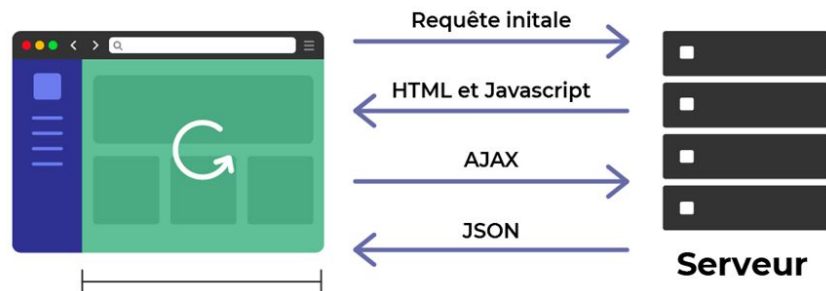 Requête initale
HTML et Javascript
AJAX
JSON
Serveur